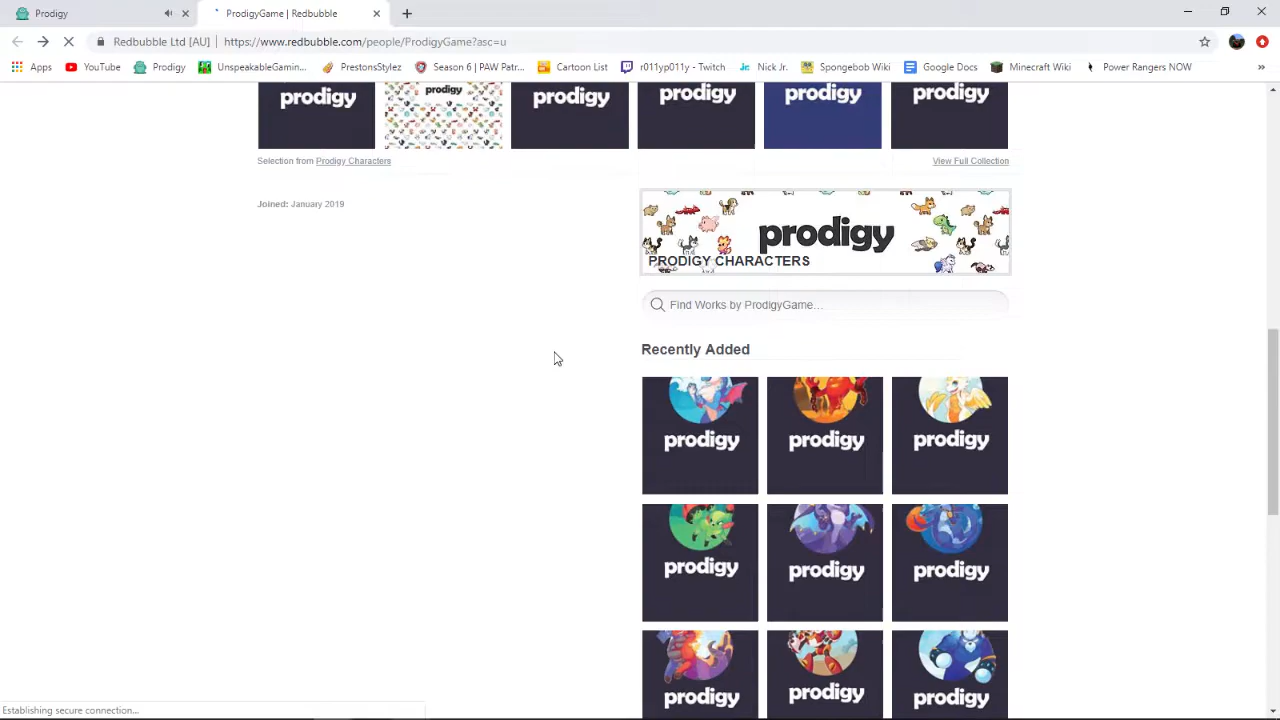 Prodigy
ProdigyGame | Redbubble
Redbubble Ltd [AU] | https://www.redbubble.com/people/ProdigyGame?asc=u
Apps YouTube Prodigy UnspeakableGamin... PrestonsStylez Season 6 | PAW Patr... Cartoon List r011yp011y - Twitch Nick Jr. Spongebob Wiki Google Docs Minecraft Wiki Power Rangers NOW »
prodigy prodigy prodigy prodigy prodigy prodigy
Selection from Prodigy Characters View Full Collection
Joined: January 2019
prodigy
PRODIGY CHARACTERS
Find Works by ProdigyGame...
Recently Added
prodigy prodigy prodigy
prodigy prodigy prodigy
prodigy prodigy prodigy
Establishing secure connection...